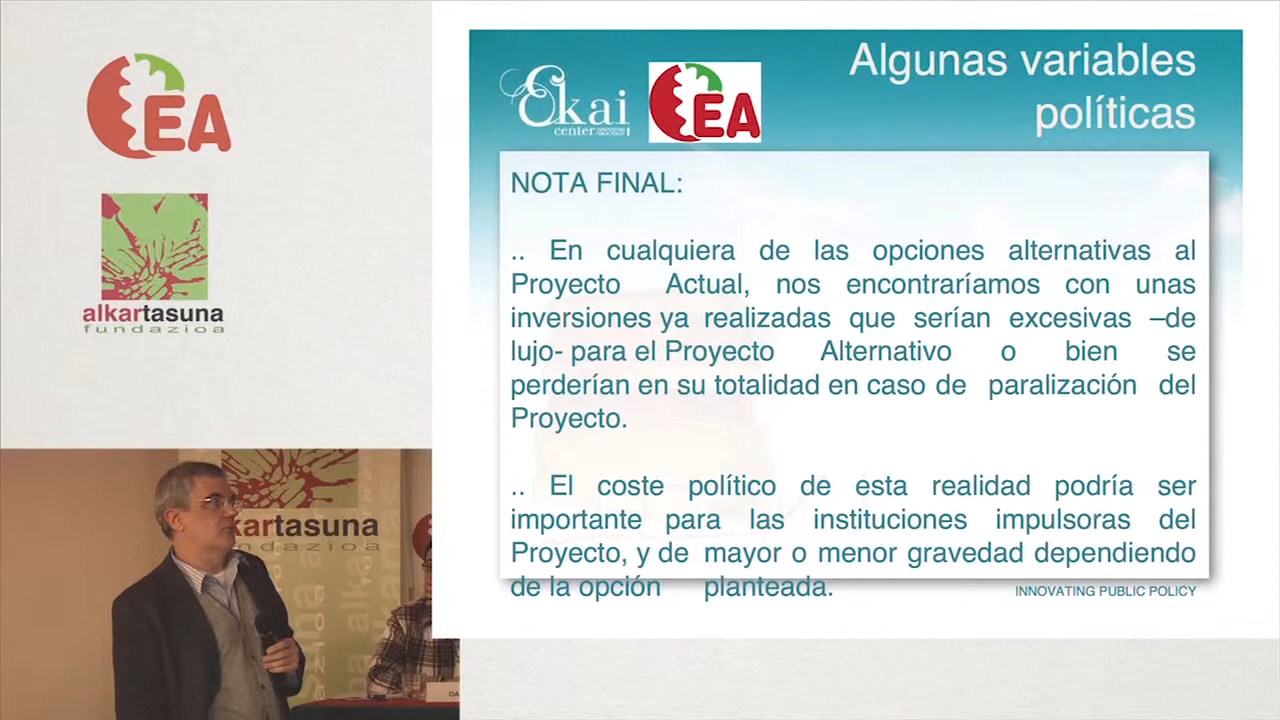 EA
alkartasuna
fundazioa
Ekai
center
EA
Algunas variables
políticas
NOTA FINAL:
.. En cualquiera de las opciones alternativas al
Proyecto Actual, nos encontraríamos con unas
inversiones ya realizadas que serían excesivas –de
lujo- para el Proyecto Alternativo o bien se
perderían en su totalidad en caso de paralización del
Proyecto.
.. El coste político de esta realidad podría ser
importante para las instituciones impulsoras del
Proyecto, y de mayor o menor gravedad dependiendo
de la opción planteada.
INNOVATING PUBLIC POLICY
kartasuna
ndazioa
DA